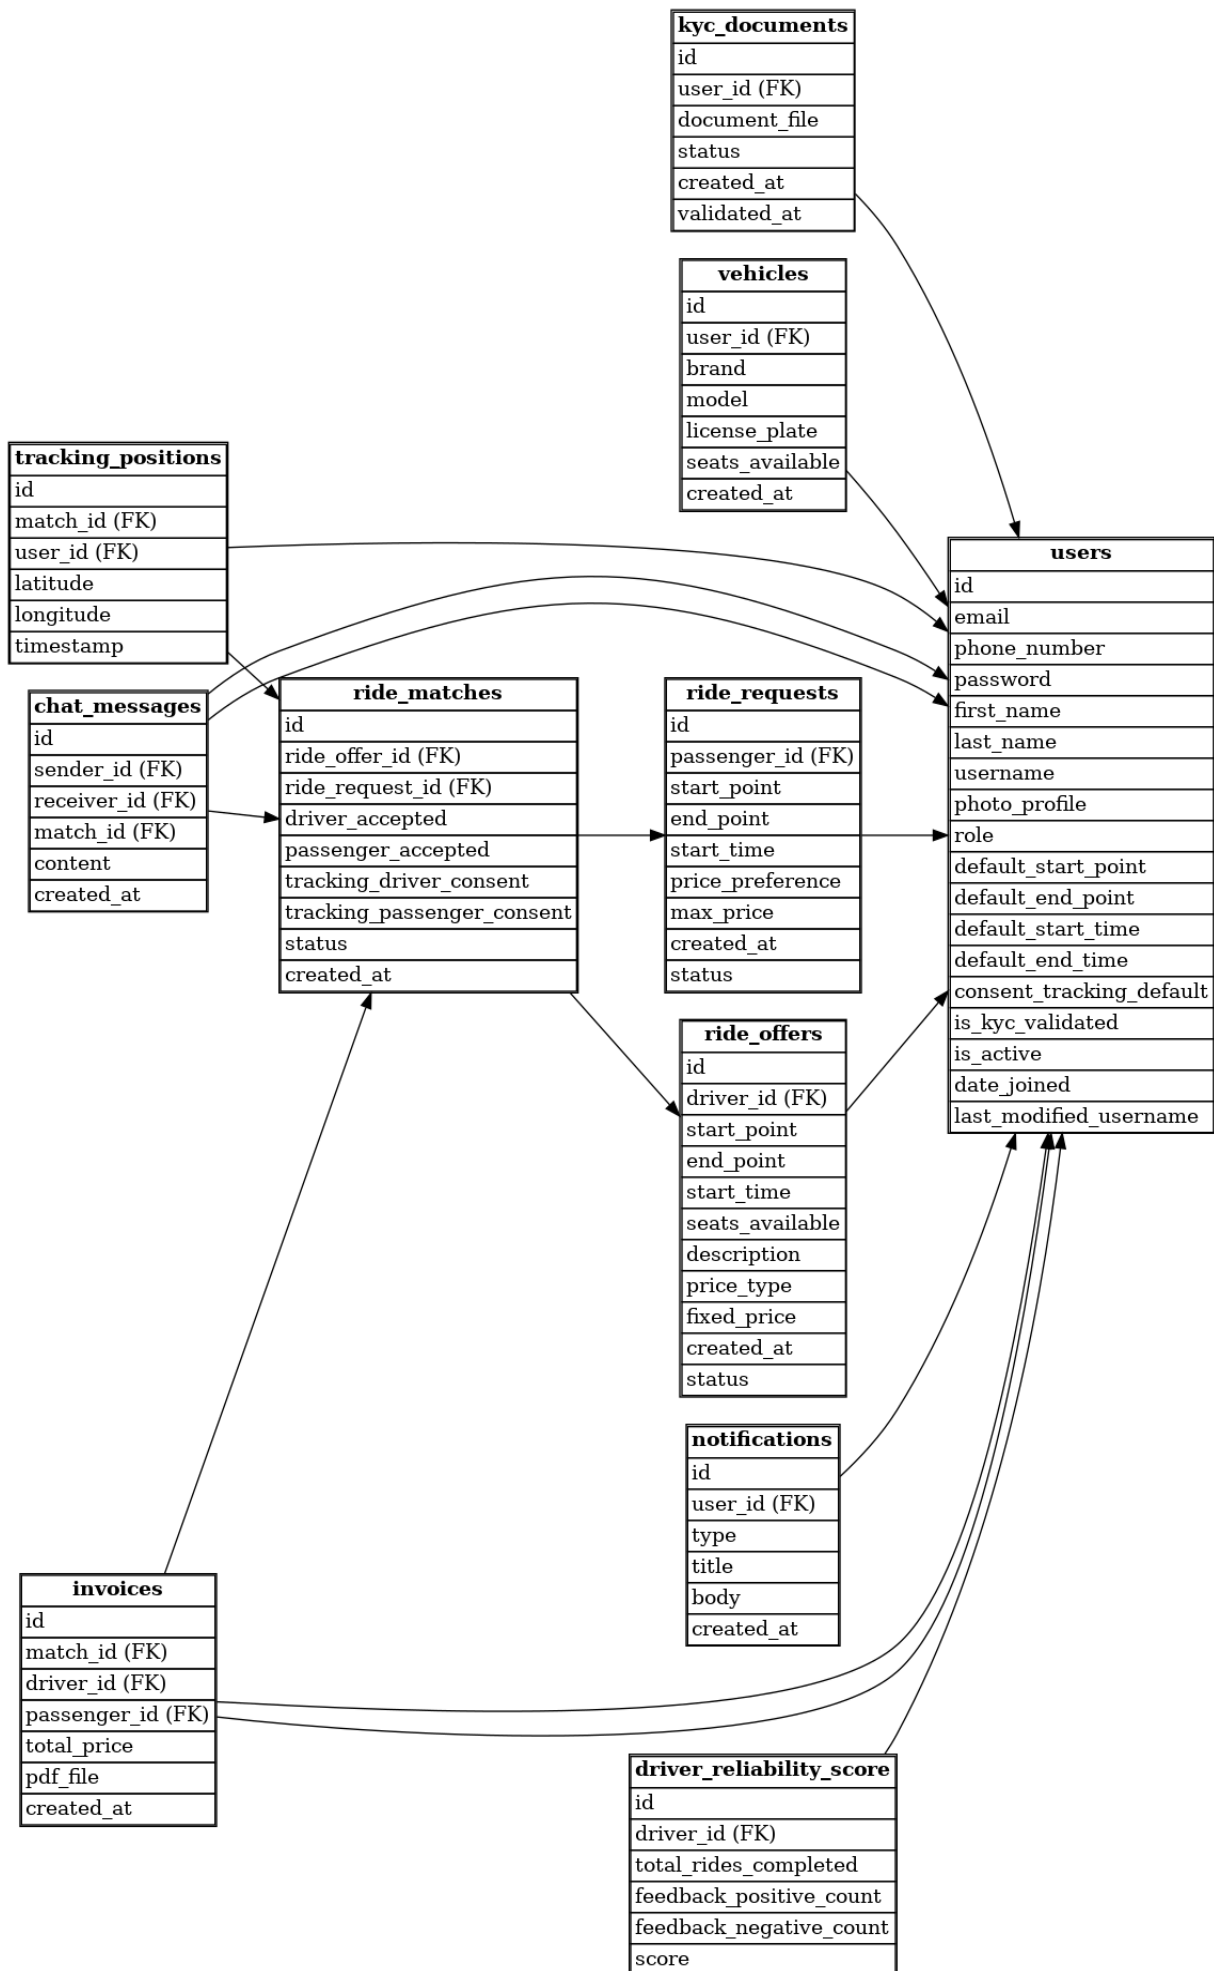 kyc_documents
id
user_id (FK)
document_file
status
created_at
validated_at
vehicles
id
user_id (FK)
brand
model
license_plate
seats_available
created_at
tracking_positions
id
match_id (FK)
user_id (FK)
latitude
longitude
timestamp
users
id
email
phone_number
password
first_name
last_name
username
photo_profile
role
default_start_point
default_end_point
default_start_time
default_end_time
consent_tracking_default
is_kyc_validated
is_active
date_joined
last_modified_username
chat_messages
id
sender_id (FK)
receiver_id (FK)
match_id (FK)
content
created_at
ride_matches
id
ride_offer_id (FK)
ride_request_id (FK)
driver_accepted
passenger_accepted
tracking_driver_consent
tracking_passenger_consent
status
created_at
ride_requests
id
passenger_id (FK)
start_point
end_point
start_time
price_preference
max_price
created_at
status
ride_offers
id
driver_id (FK)
start_point
end_point
start_time
seats_available
description
price_type
fixed_price
created_at
status
notifications
id
user_id (FK)
type
title
body
created_at
invoices
id
match_id (FK)
driver_id (FK)
passenger_id (FK)
total_price
pdf_file
created_at
driver_reliability_score
id
driver_id (FK)
total_rides_completed
feedback_positive_count
feedback_negative_count
score